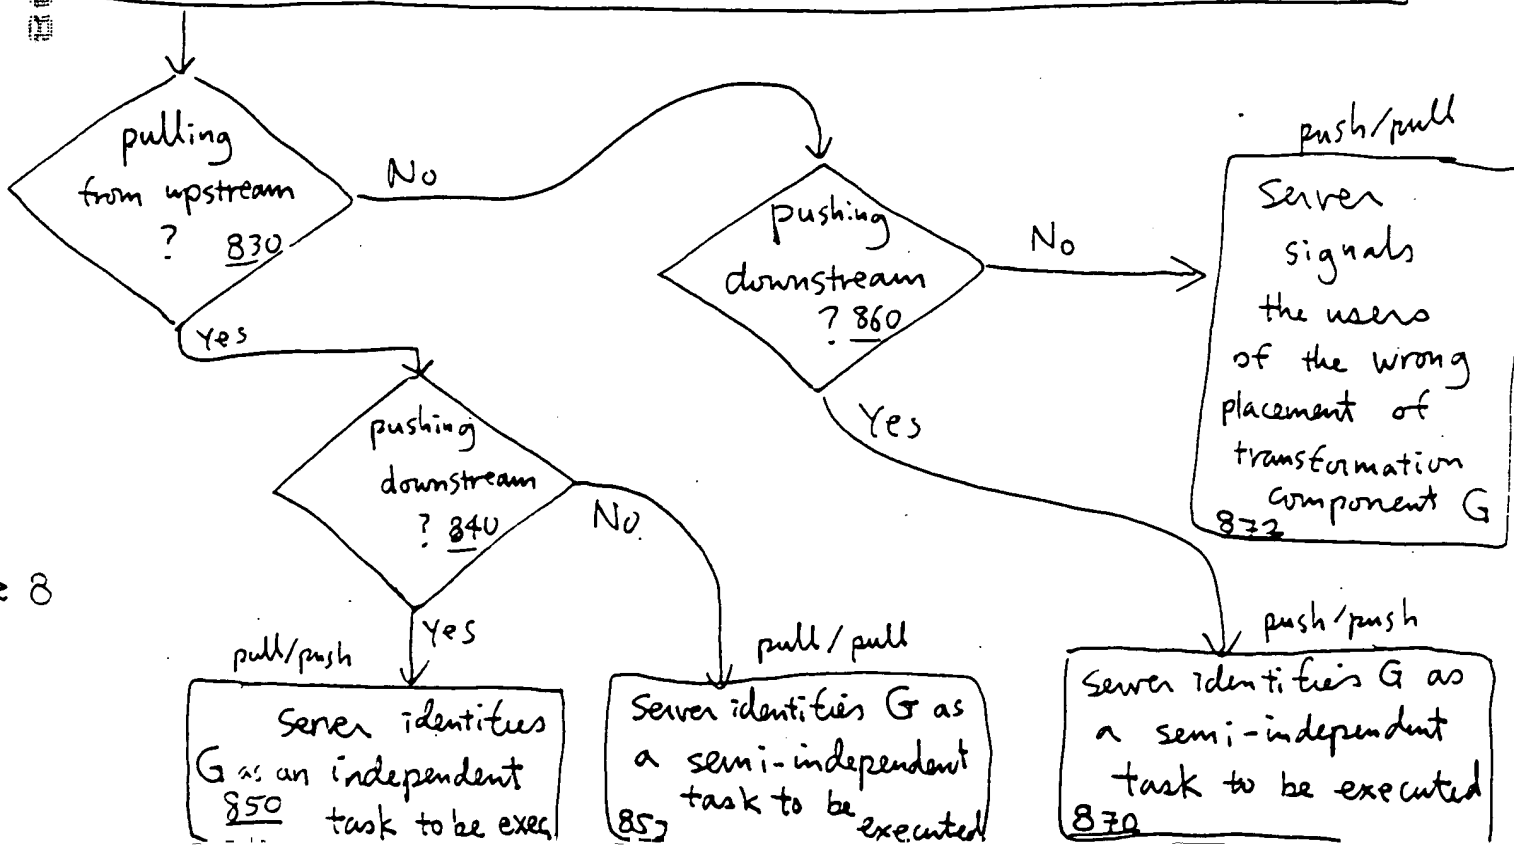 pulling
from upstream
? 830
No
pushing
downstream
? 860
No
push/pull
Server
signals
the users
of the wrong
placement of
transformation
component G
872
Yes
pushing
downstream
? 840
No.
Yes
Yes
8
pull/push
Server identifies
G as an independent
850
task to be exec
pull/pull
Server identifies G as
a semi-independent
task to be
executed
852
push/push
Server identifies G as
a semi-independent
task to be executed
870